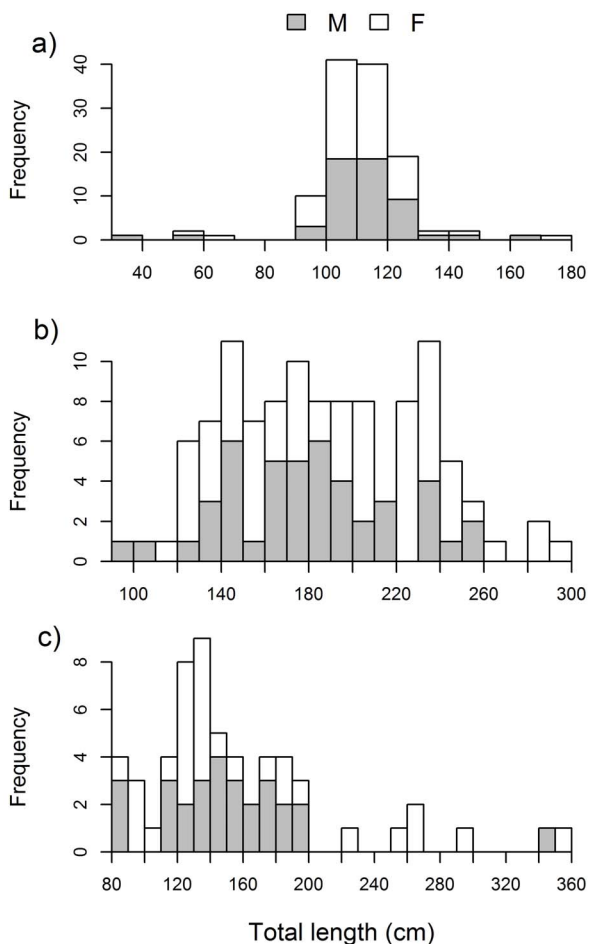 M F
a)
Frequency
0 10 20 30 40
40 60 80 100 120 140 160 180
b)
Frequency
0 2 4 6 8 10
100 140 180 220 260 300
c)
Frequency
0 2 4 6 8
80 120 160 200 240 280 320 360
Total length (cm)